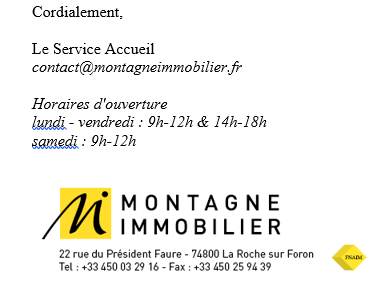 Cordialement,
Le Service Accueil
contact@montagneimmobilier.fr
Horaires d'ouverture
lundi - vendredi : 9h-12h & 14h-18h
samedi : 9h-12h
MONTAGNE
IMMOBILIER
22 rue du Président Faure - 74800 La Roche sur Foron
Tel : +33 450 03 29 16 - Fax : +33 450 25 94 39
FNAIM